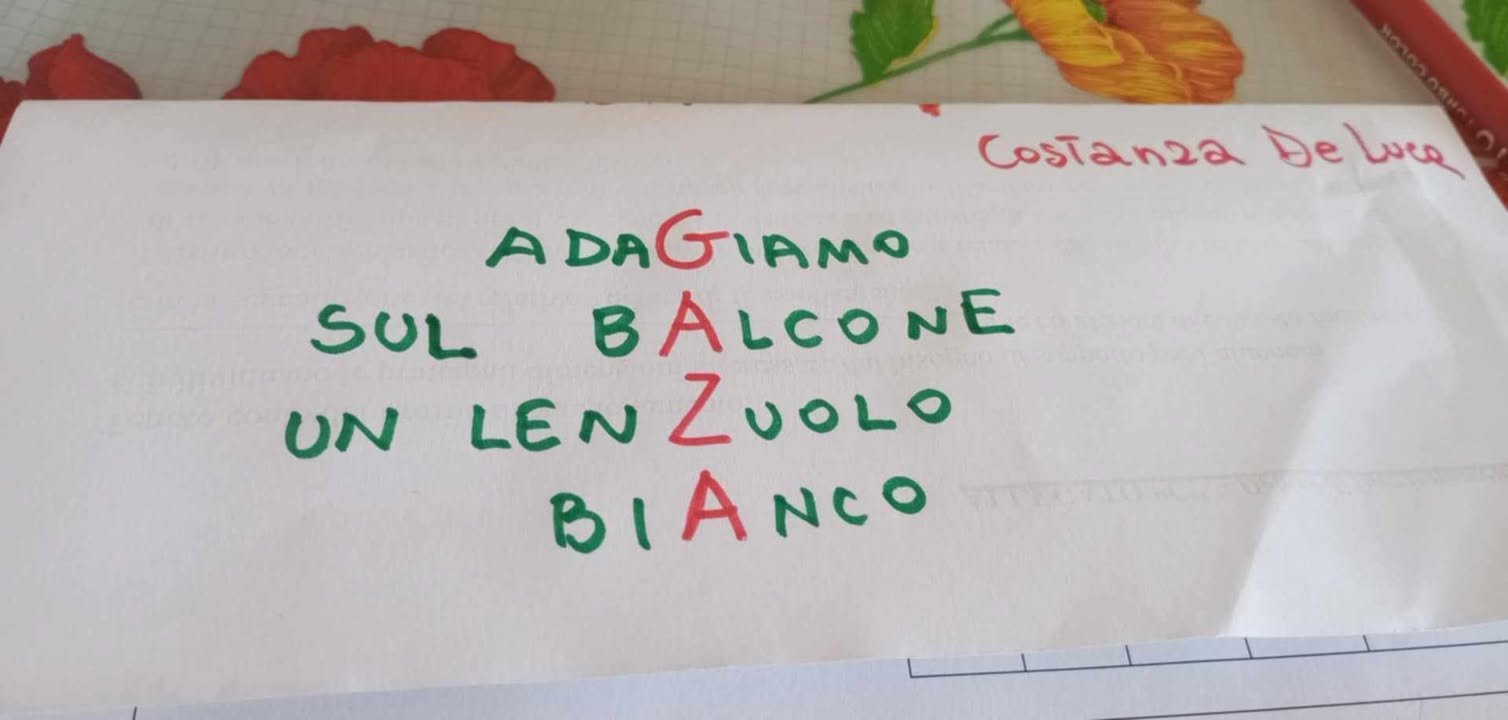 Costanza De Luca
ADAGIAMO
SUL BALCONE
UN LENZUOLO
BIANCO